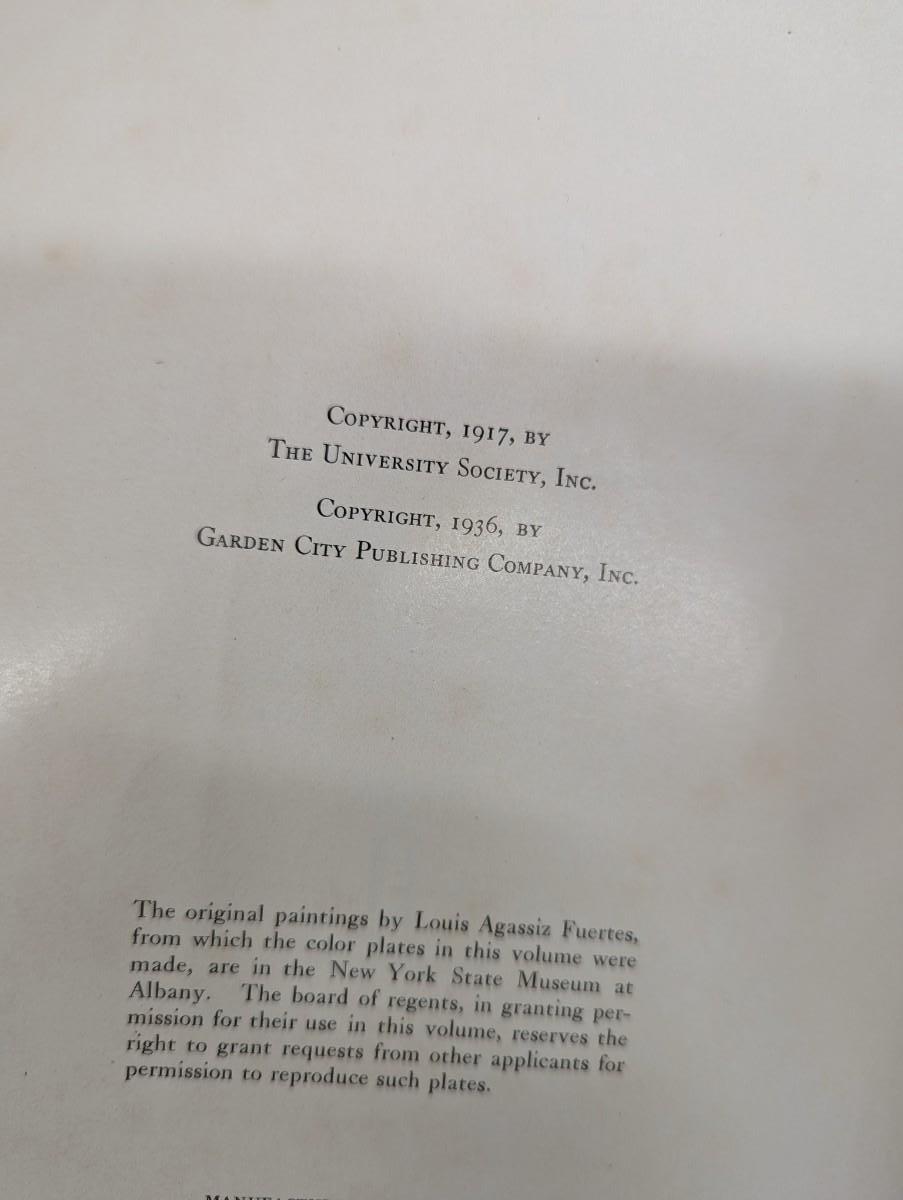 Copyright, 1917, by
The University Society, Inc.
Copyright, 1936, by
Garden City Publishing Company, Inc.
The original paintings by Louis Agassiz Fuertes,
from which the color plates in this volume were
made, are in the New York State Museum at
Albany. The board of regents, in granting per-
mission for their use in this volume, reserves the
right to grant requests from other applicants for
permission to reproduce such plates.